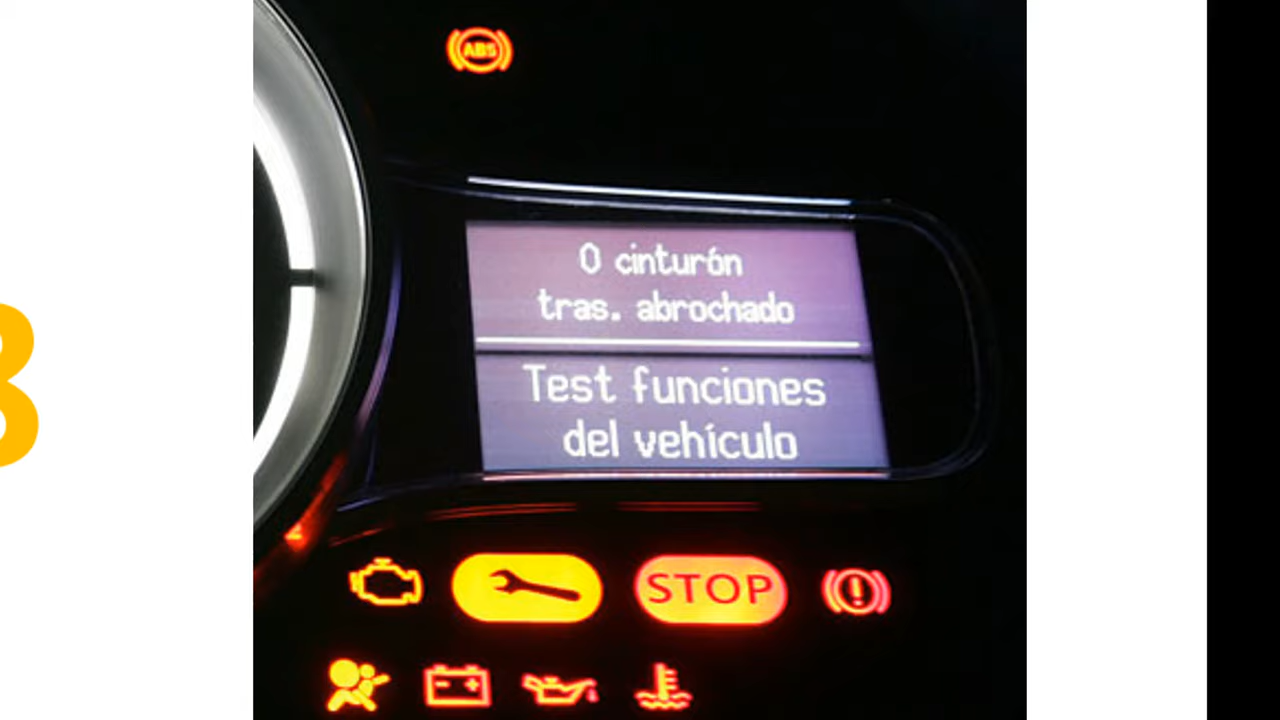 ABS
0 cinturón
tras. abrochado
Test funciones
del vehículo
STOP